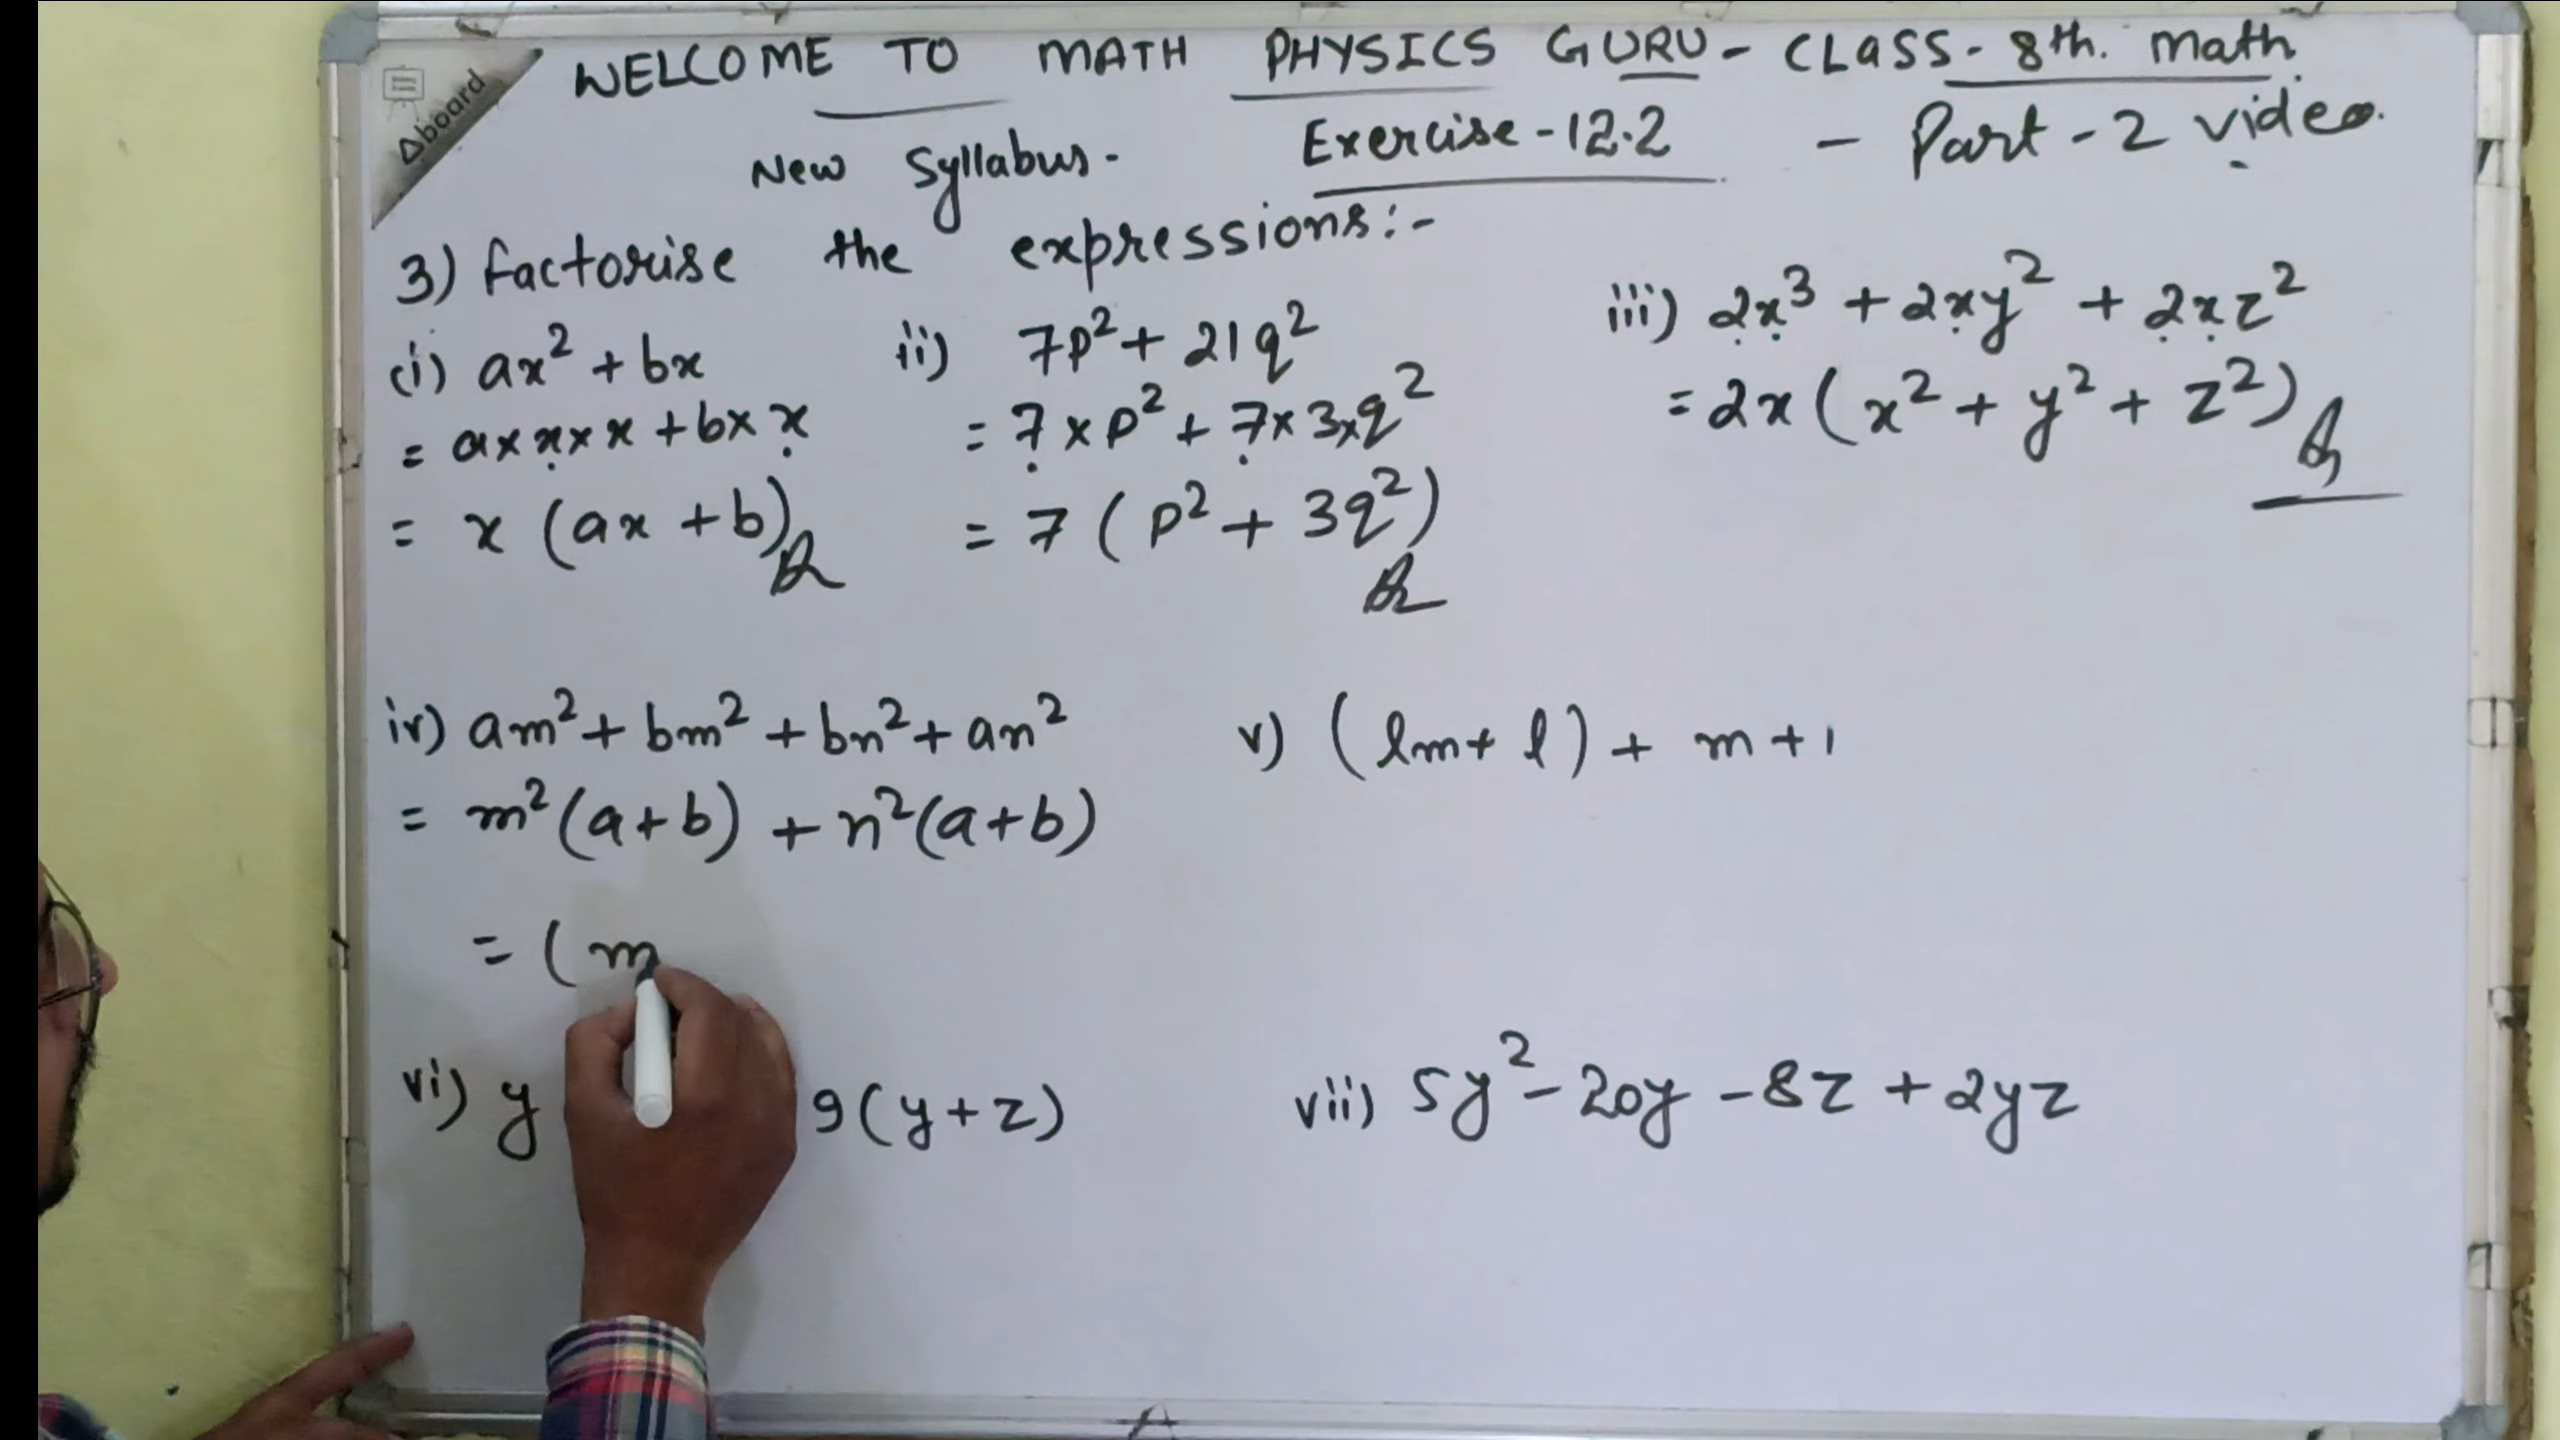 WELCOME TO MATH PHYSICS GURU - CLASS - 8th. Math
Δboard
New Syllabus - Exercise - 12.2 - Part - 2 video.
3) factorise the expressions :-
(i) ax² + bx
= a×x×x + b×x
= x (ax + b)
ii) 7p² + 21q²
= 7×p² + 7×3×q²
= 7 (p² + 3q²)
iii) 2x³ + 2xy² + 2xz²
= 2x (x² + y² + z²)
iv) am² + bm² + bn² + an²
= m²(a+b) + n²(a+b)
= (m
v) (lm + l) + m + 1
vi) y 9(y+z)
vii) 5y² - 20y - 8z + 2yz